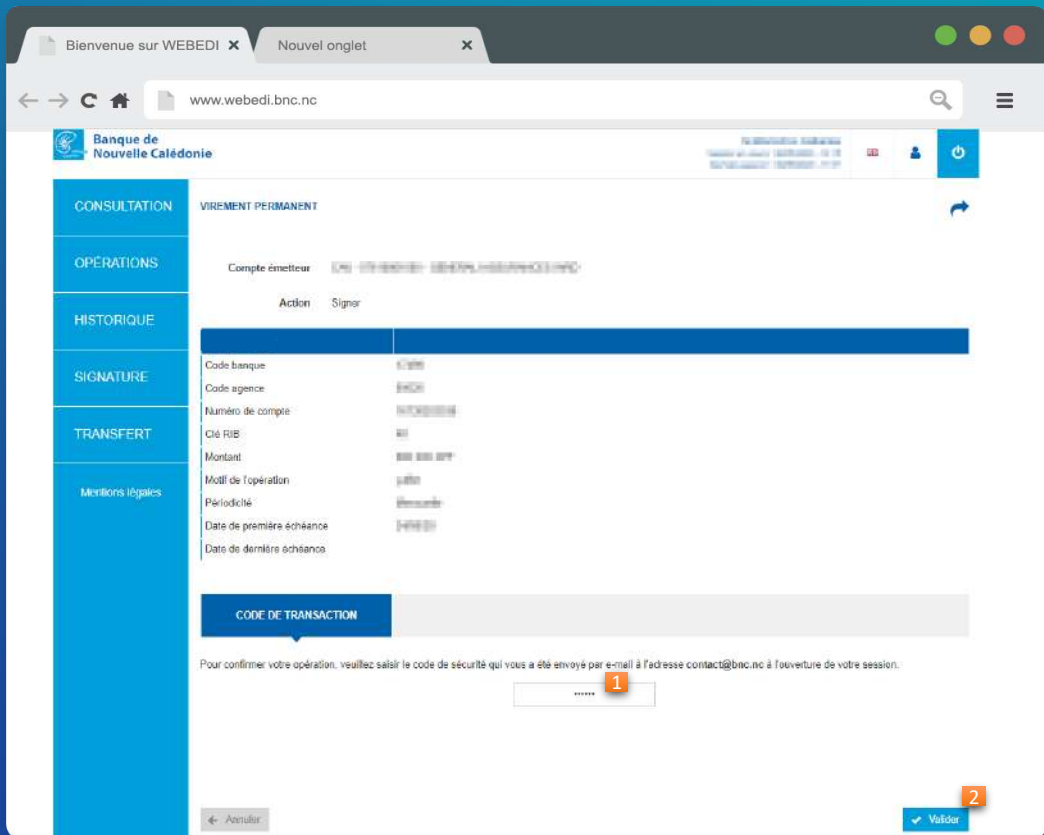 Bienvenue sur WEBEDI
Nouvel onglet
www.webedi.bnc.nc
Banque de
Nouvelle Calédonie
CONSULTATION
OPÉRATIONS
HISTORIQUE
SIGNATURE
TRANSFERT
Mentions légales
VIREMENT PERMANENT
Compte émetteur
Action Signer
Code banque
Code agence
Numéro de compte
Clé RIB
Montant
Motif de l'opération
Périodicité
Date de première échéance
Date de dernière échéance
CODE DE TRANSACTION
Pour confirmer votre opération, veuillez saisir le code de sécurité qui vous a été envoyé par e-mail à l'adresse contact@bnc.nc à l'ouverture de votre session.
1
••••••
2
Annuler
Valider